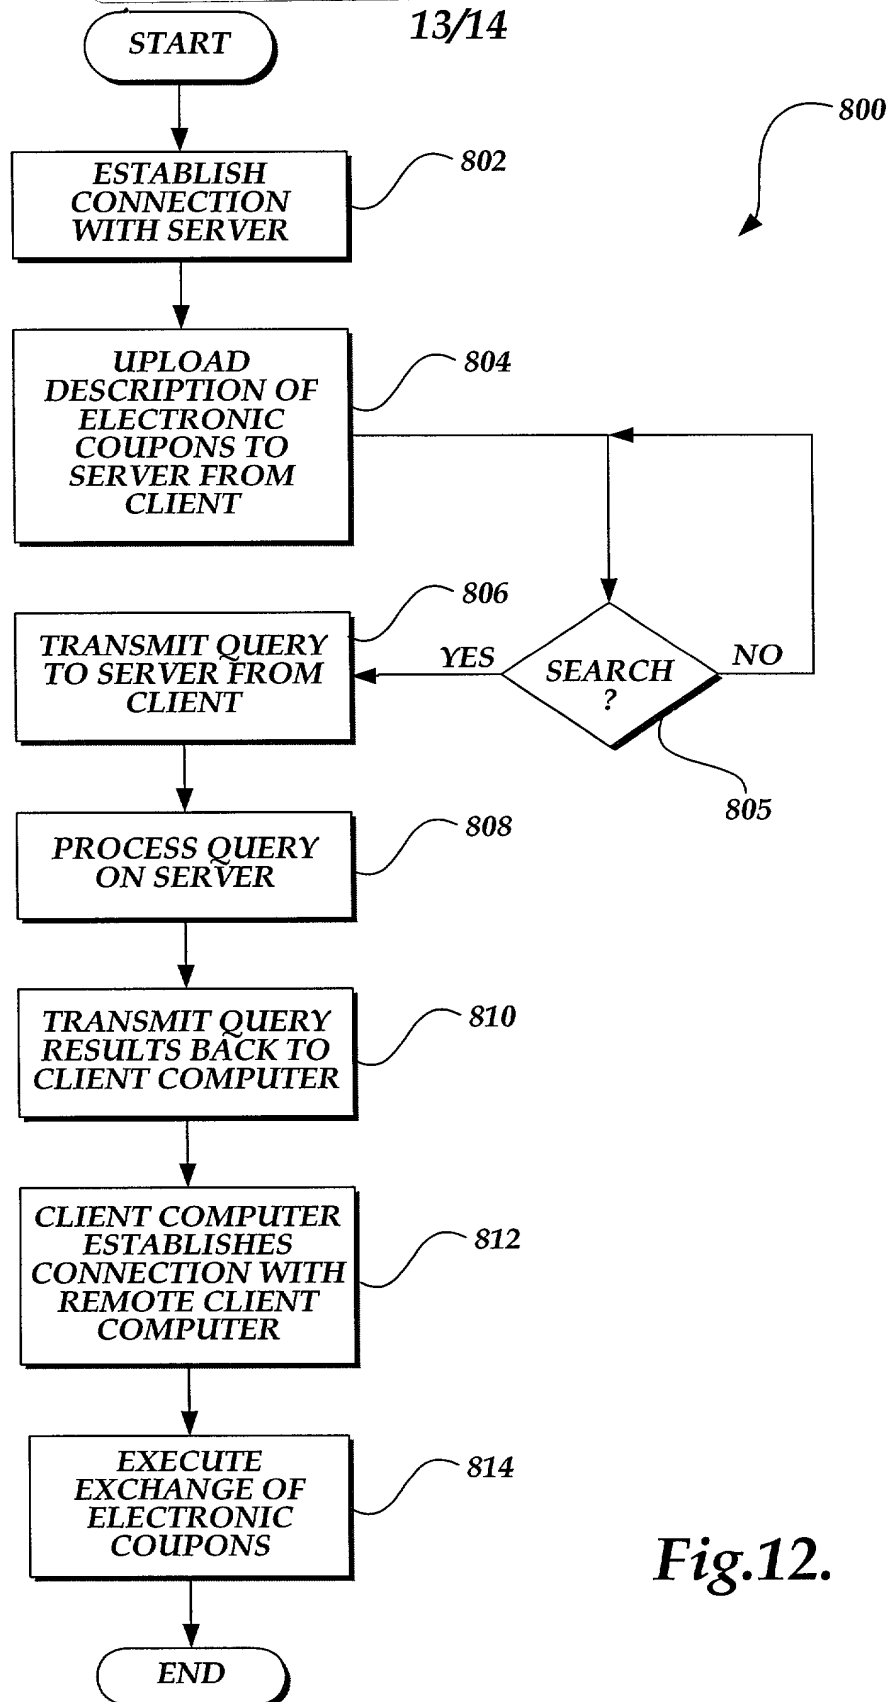 13/14
START
800
ESTABLISH
CONNECTION
WITH SERVER
802
UPLOAD
DESCRIPTION OF
ELECTRONIC
COUPONS TO
SERVER FROM
CLIENT
804
TRANSMIT QUERY
TO SERVER FROM
CLIENT
806
YES
SEARCH
?
NO
805
PROCESS QUERY
ON SERVER
808
TRANSMIT QUERY
RESULTS BACK TO
CLIENT COMPUTER
810
CLIENT COMPUTER
ESTABLISHES
CONNECTION WITH
REMOTE CLIENT
COMPUTER
812
EXECUTE
EXCHANGE OF
ELECTRONIC
COUPONS
814
Fig.12.
END